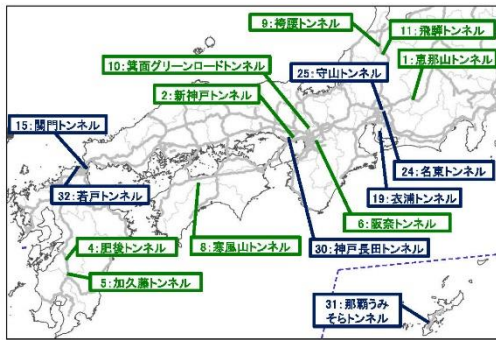 9:袴腰トンネル
11:飛騨トンネル
10:箕面グリーンロードトンネル
25:守山トンネル
1:恵那山トンネル
2:新神戸トンネル
15:関門トンネル
24:名東トンネル
32:若戸トンネル
19:衣浦トンネル
6:阪奈トンネル
4:肥後トンネル
8:寒風山トンネル
30:神戸長田トンネル
5:加久藤トンネル
31:那覇うみ
そらトンネル